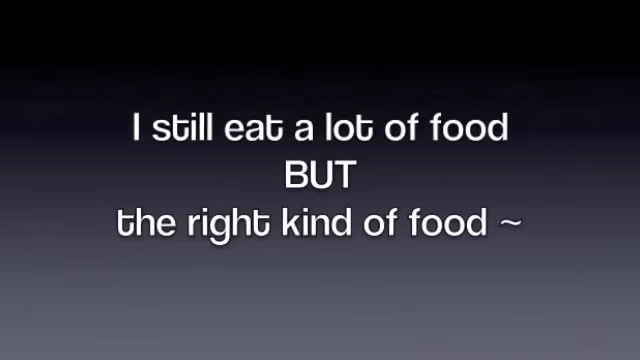 I still eat a lot of food
BUT
the right kind of food ~